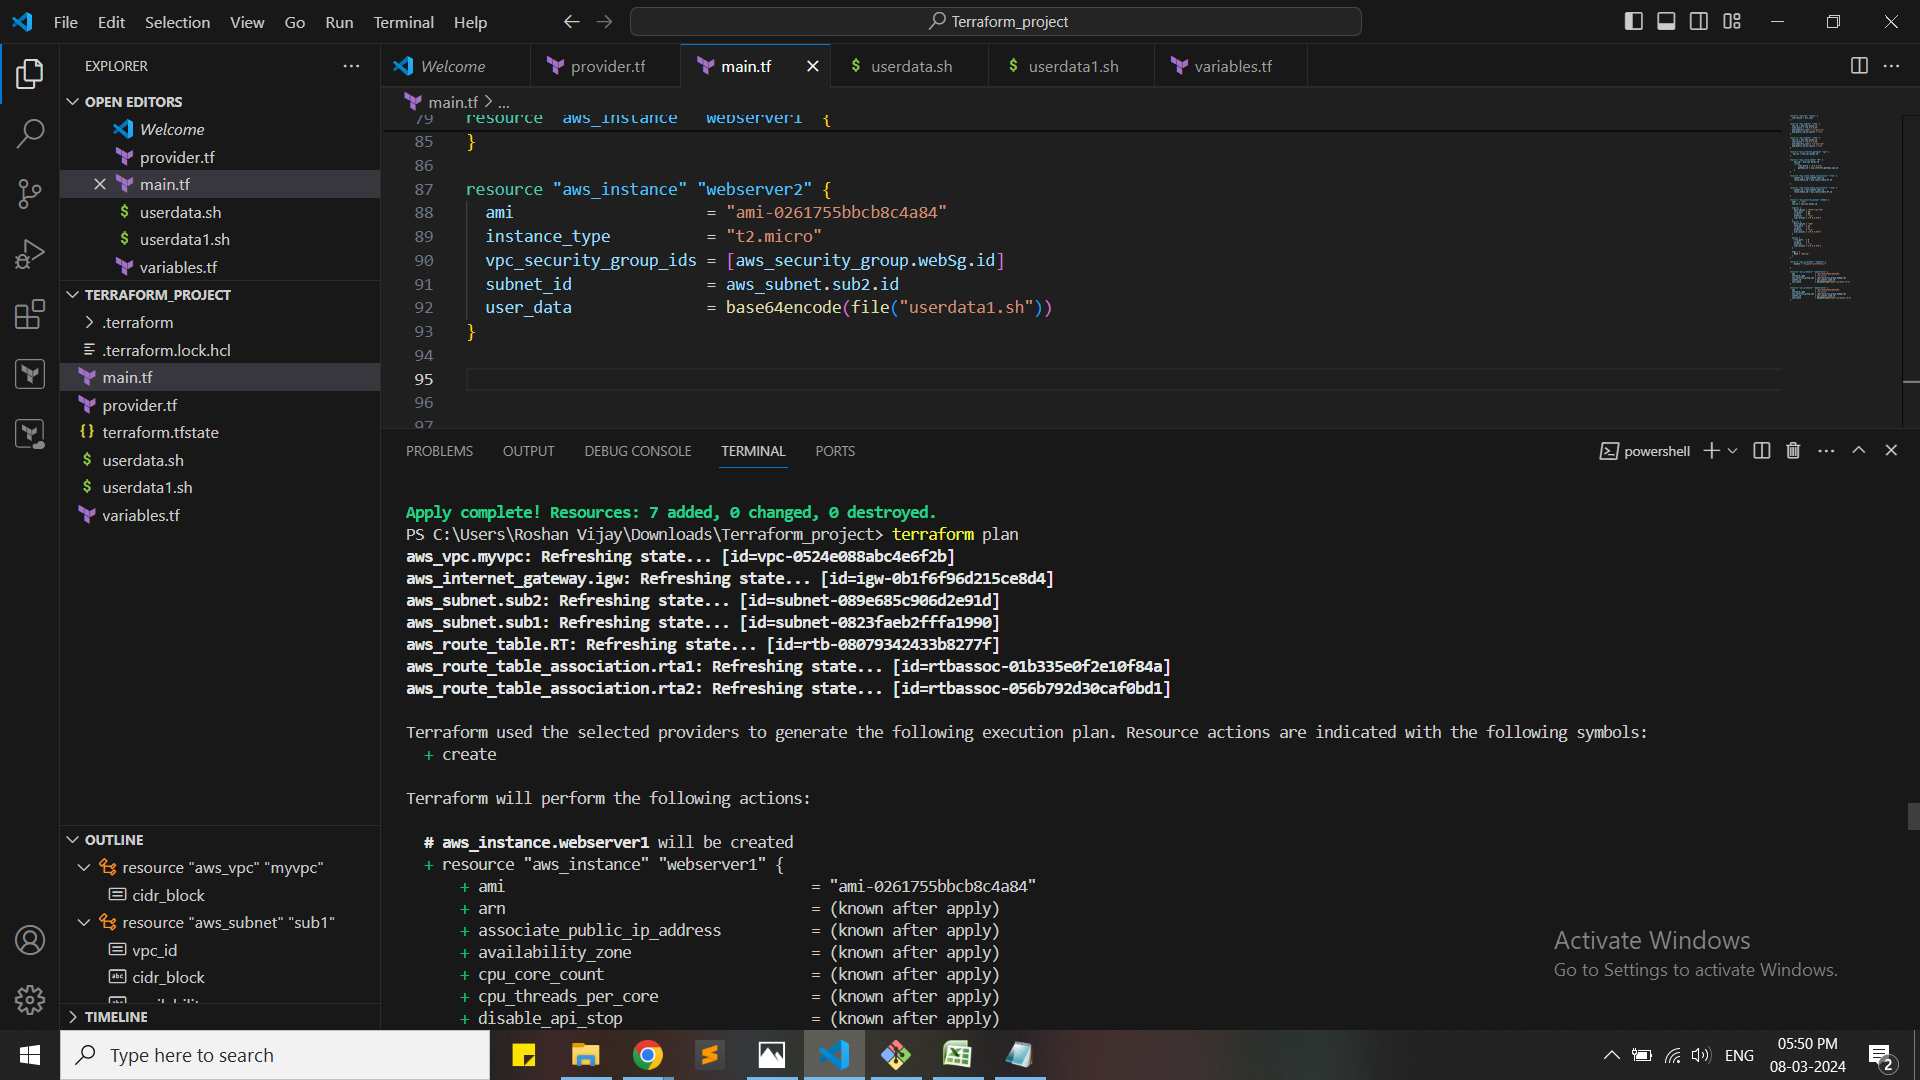 File Edit Selection View Go Run Terminal Help
Terraform_project
EXPLORER
OPEN EDITORS
Welcome
provider.tf
main.tf
userdata.sh
userdata1.sh
variables.tf
TERRAFORM_PROJECT
.terraform
.terraform.lock.hcl
main.tf
provider.tf
terraform.tfstate
userdata.sh
userdata1.sh
variables.tf
OUTLINE
resource "aws_vpc" "myvpc"
cidr_block
resource "aws_subnet" "sub1"
vpc_id
cidr_block
TIMELINE
Welcome provider.tf main.tf userdata.sh userdata1.sh variables.tf
main.tf > ...
79 resource "aws_instance" "webserver1" {
85 }
86
87 resource "aws_instance" "webserver2" {
88 ami = "ami-0261755bbcb8c4a84"
89 instance_type = "t2.micro"
90 vpc_security_group_ids = [aws_security_group.webSg.id]
91 subnet_id = aws_subnet.sub2.id
92 user_data = base64encode(file("userdata1.sh"))
93 }
94
95
96
97
PROBLEMS OUTPUT DEBUG CONSOLE TERMINAL PORTS
powershell
Apply complete! Resources: 7 added, 0 changed, 0 destroyed.
PS C:\Users\Roshan Vijay\Downloads\Terraform_project> terraform plan
aws_vpc.myvpc: Refreshing state... [id=vpc-0524e088abc4e6f2b]
aws_internet_gateway.igw: Refreshing state... [id=igw-0b1f6f96d215ce8d4]
aws_subnet.sub2: Refreshing state... [id=subnet-089e685c906d2e91d]
aws_subnet.sub1: Refreshing state... [id=subnet-0823faeb2fffa1990]
aws_route_table.RT: Refreshing state... [id=rtb-08079342433b8277f]
aws_route_table_association.rta1: Refreshing state... [id=rtbassoc-01b335e0f2e10f84a]
aws_route_table_association.rta2: Refreshing state... [id=rtbassoc-056b792d30caf0bd1]
Terraform used the selected providers to generate the following execution plan. Resource actions are indicated with the following symbols:
+ create
Terraform will perform the following actions:
# aws_instance.webserver1 will be created
+ resource "aws_instance" "webserver1" {
+ ami = "ami-0261755bbcb8c4a84"
+ arn = (known after apply)
+ associate_public_ip_address = (known after apply)
+ availability_zone = (known after apply)
+ cpu_core_count = (known after apply)
+ cpu_threads_per_core = (known after apply)
+ disable_api_stop = (known after apply)
Activate Windows
Go to Settings to activate Windows.
Type here to search
ENG
05:50 PM
08-03-2024
2